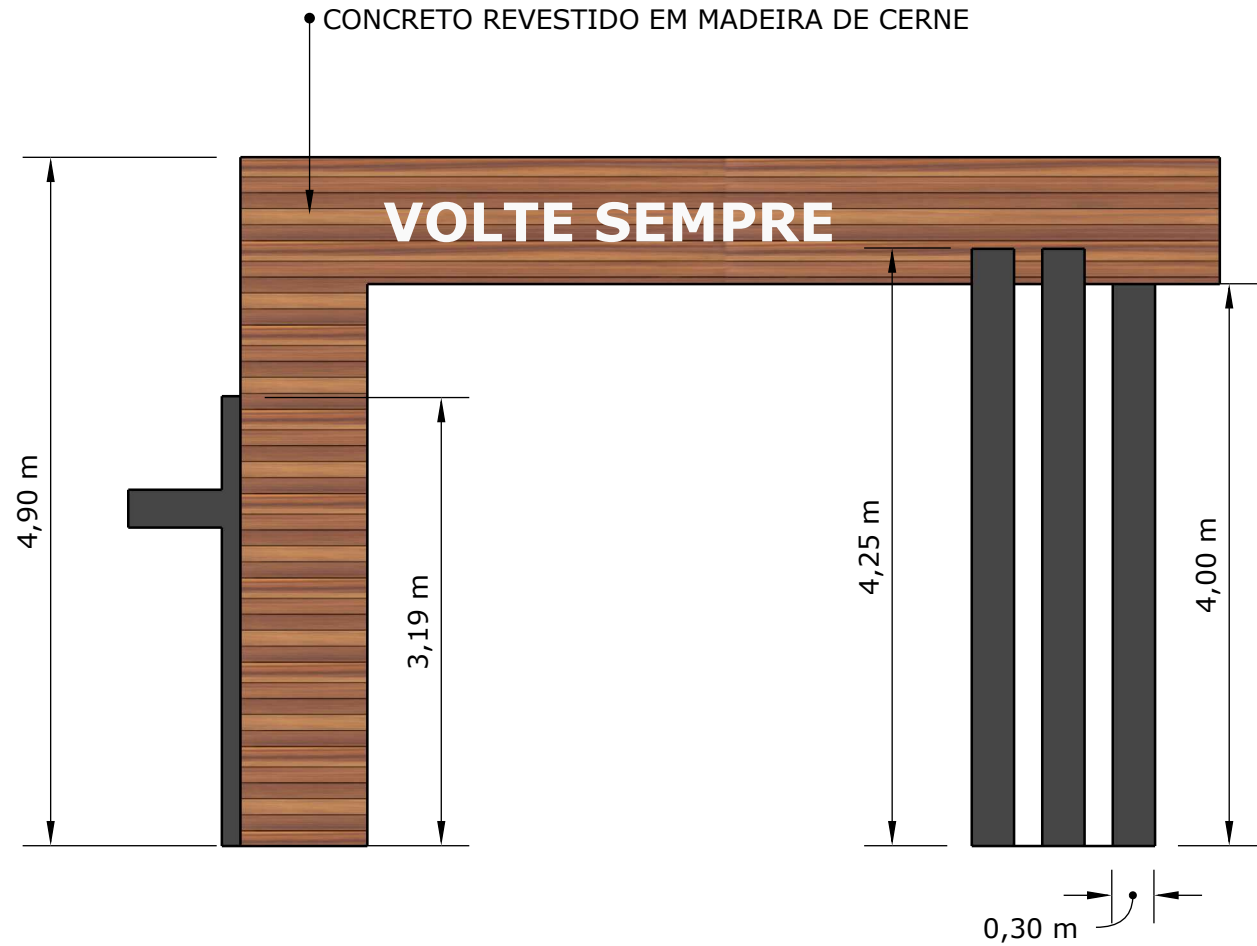 CONCRETO REVESTIDO EM MADEIRA DE CERNE
VOLTE SEMPRE
4,90 m
3,19 m
4,25 m
4,00 m
0,30 m